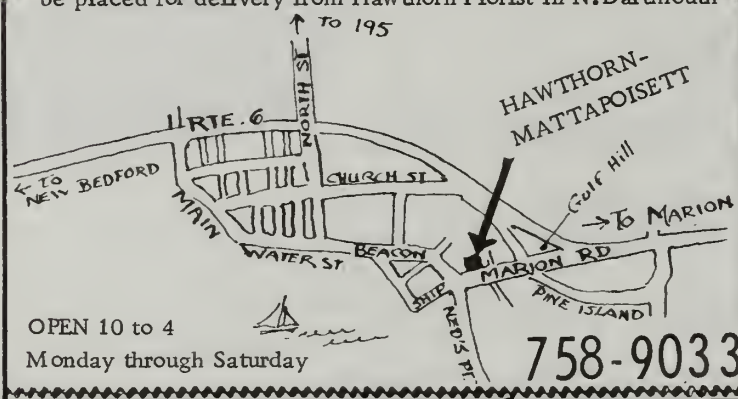 be placed for delivery from Hawthorn Florist in N. Dartmouth
↑ TO 195
HAWTHORN-
MATTAPOISETT
RTE. 6
NORTH ST
← TO
NEW BEDFORD
CHURCH ST
Gulf Hill
→ TO MARION
MAIN
WATER ST
BEACON
MARION RD
SHIP
PINE ISLAND
NED'S PT.
OPEN 10 to 4
Monday through Saturday
758-9033